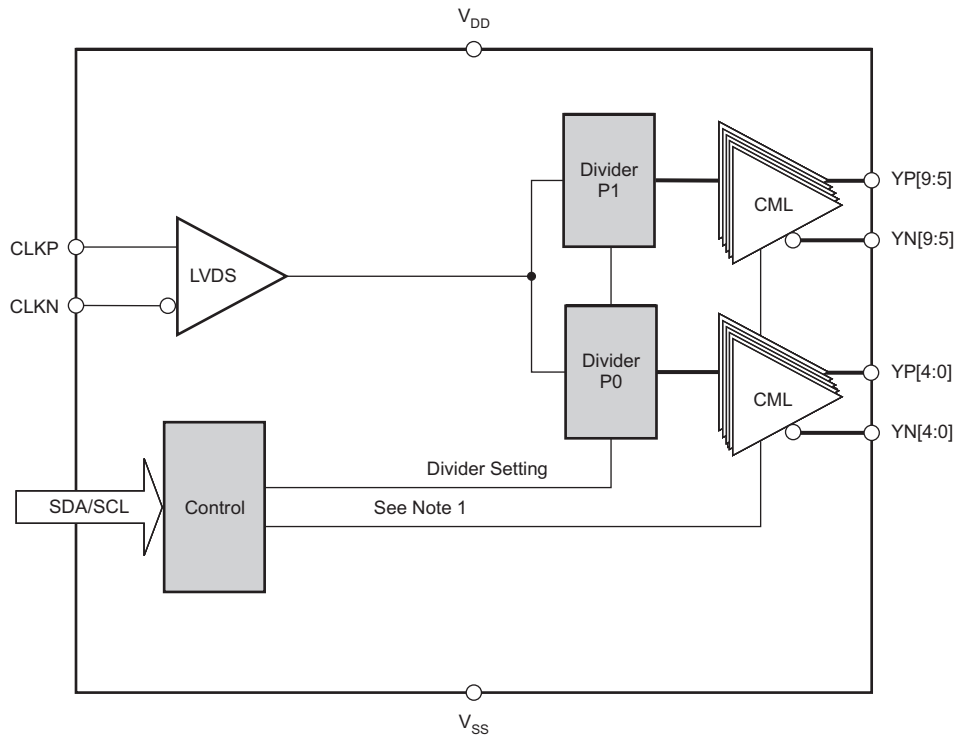 VDD
Divider
P1
CML
YP[9:5]
YN[9:5]
CLKP
LVDS
CLKN
Divider
P0
CML
YP[4:0]
YN[4:0]
Divider Setting
SDA/SCL
Control
See Note 1
VSS